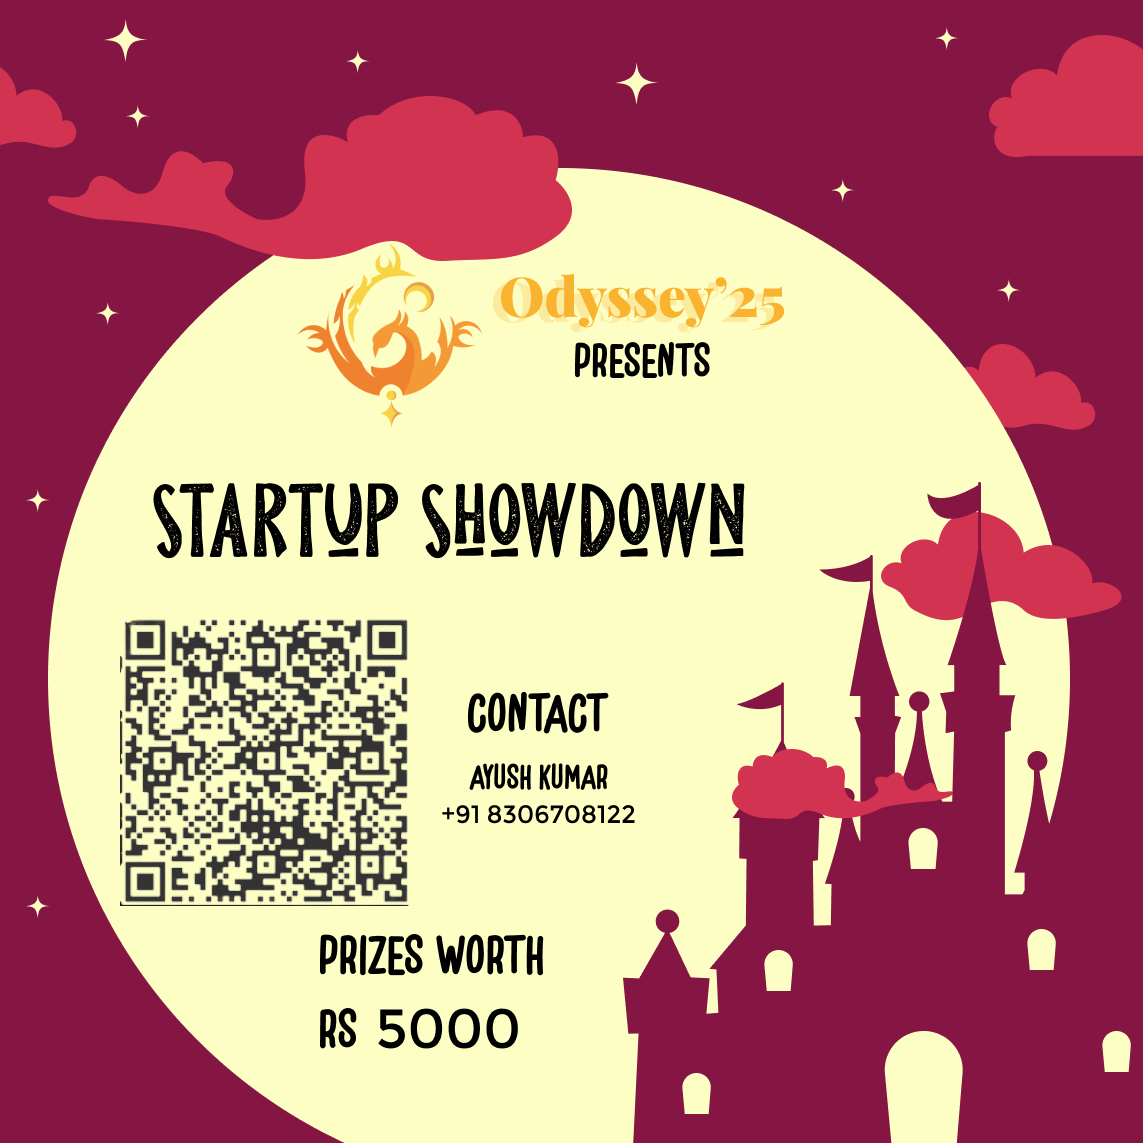 Odyssey'25
PRESENTS
STARTUP SHOWDOWN
CONTACT
AYUSH KUMAR
+91 8306708122
PRIZES WORTH
RS 5000